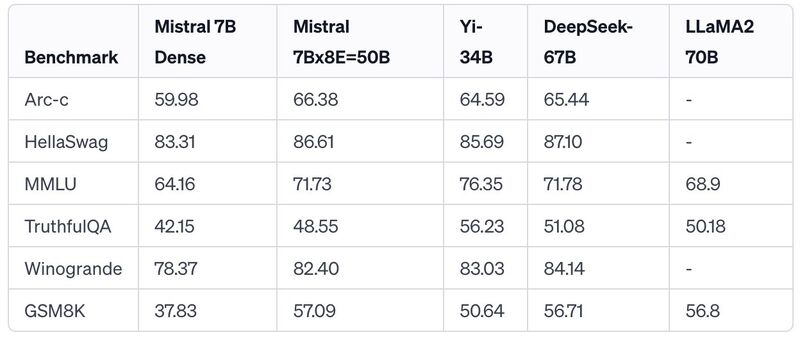 Benchmark Mistral 7B Dense Mistral 7Bx8E=50B Yi-34B DeepSeek-67B LLaMA2 70B
Arc-c 59.98 66.38 64.59 65.44 -
HellaSwag 83.31 86.61 85.69 87.10 -
MMLU 64.16 71.73 76.35 71.78 68.9
TruthfulQA 42.15 48.55 56.23 51.08 50.18
Winogrande 78.37 82.40 83.03 84.14 -
GSM8K 37.83 57.09 50.64 56.71 56.8